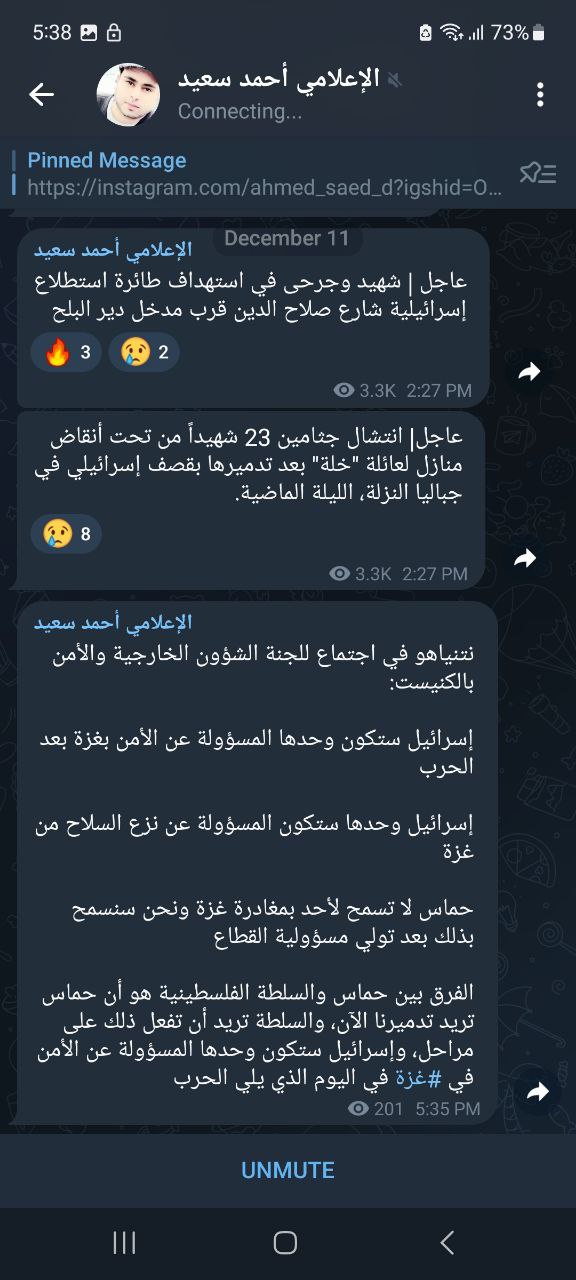 5:38
73%
الإعلامي أحمد سعيد
Connecting...
Pinned Message
https://instagram.com/ahmed_saed_d?igshid=O...
December 11
الإعلامي أحمد سعيد
عاجل | شهيد وجرحى في استهداف طائرة استطلاع
إسرائيلية شارع صلاح الدين قرب مدخل دير البلح
🔥 3 😢 2
3.3K 2:27 PM
عاجل| انتشال جثامين 23 شهيداً من تحت أنقاض
منازل لعائلة "خلة" بعد تدميرها بقصف إسرائيلي في
جباليا النزلة، الليلة الماضية.
😢 8
3.3K 2:27 PM
الإعلامي أحمد سعيد
نتنياهو في اجتماع للجنة الشؤون الخارجية والأمن
بالكنيست:
إسرائيل ستكون وحدها المسؤولة عن الأمن بغزة بعد
الحرب
إسرائيل وحدها ستكون المسؤولة عن نزع السلاح من
غزة
حماس لا تسمح لأحد بمغادرة غزة ونحن سنسمح
بذلك بعد تولي مسؤولية القطاع
الفرق بين حماس والسلطة الفلسطينية هو أن حماس
تريد تدميرنا الآن، والسلطة تريد أن تفعل ذلك على
مراحل، وإسرائيل ستكون وحدها المسؤولة عن الأمن
في #غزة في اليوم الذي يلي الحرب
201 5:35 PM
UNMUTE